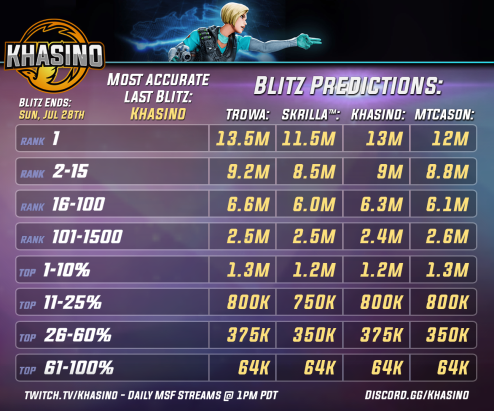 KHASINO
BLITZ ENDS:
SUN, JUL 28TH
MOST ACCURATE
LAST BLITZ:
KHASINO
BLITZ PREDICTIONS:
TROWA: SKRILLA™: KHASINO: MTCASON:
RANK 1 13.5M 11.5M 13M 12M
RANK 2-15 9.2M 8.5M 9M 8.8M
RANK 16-100 6.6M 6.0M 6.3M 6.1M
RANK 101-1500 2.5M 2.5M 2.4M 2.6M
TOP 1-10% 1.3M 1.2M 1.2M 1.3M
TOP 11-25% 800K 750K 800K 800K
TOP 26-60% 375K 350K 375K 350K
TOP 61-100% 64K 64K 64K 64K
TWITCH.TV/KHASINO - DAILY MSF STREAMS @ 1PM PDT DISCORD.GG/KHASINO